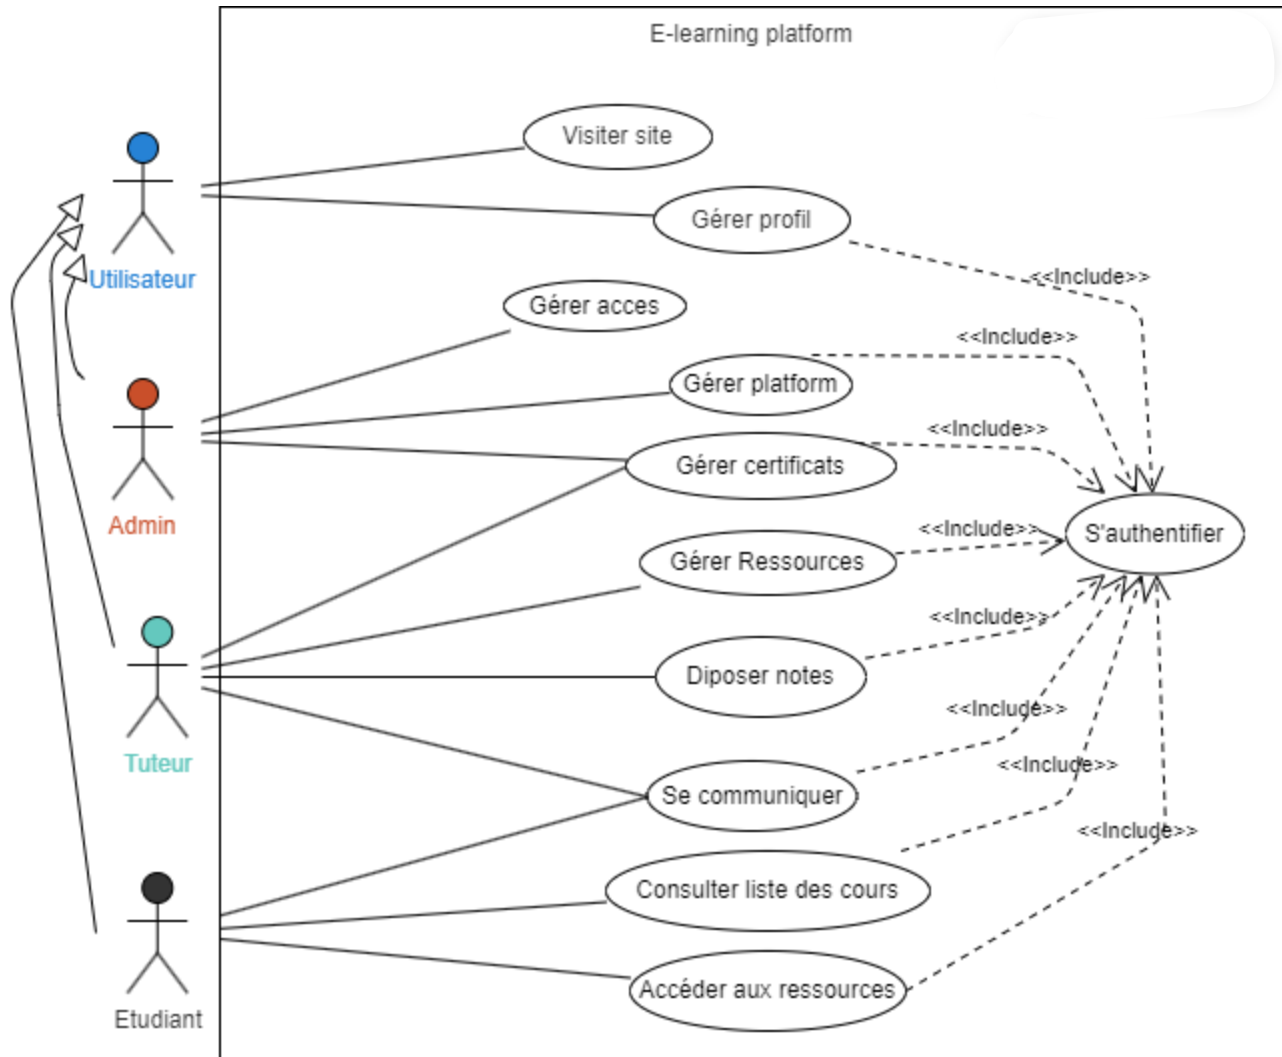 E-learning platform
Visiter site
Gérer profil
<<Include>>
Utilisateur
Gérer acces
<<Include>>
Gérer platform
<<Include>>
Gérer certificats
Admin
<<Include>>
S'authentifier
Gérer Ressources
<<Include>>
Diposer notes
<<Include>>
Tuteur
<<Include>>
Se communiquer
<<Include>>
Consulter liste des cours
Accéder aux ressources
Etudiant